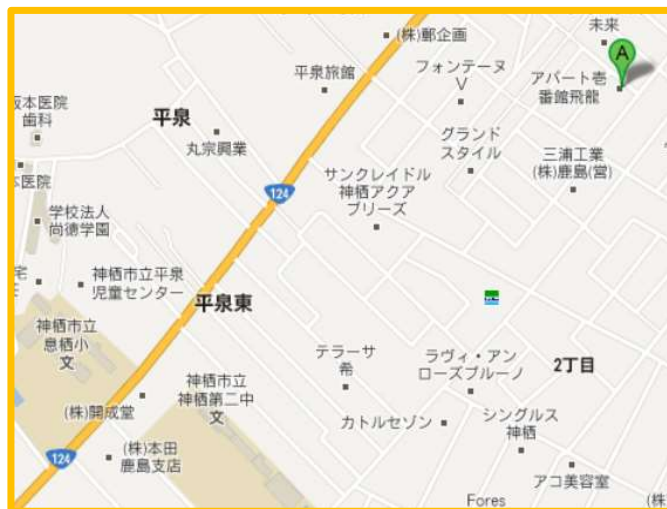 未来
(株)郵企画
A
平泉旅館
フォンテーヌ
V
アパート壱
番館飛龍
阪本医院
歯科
平泉
丸宗興業
グランド
スタイル
三浦工業
(株)鹿島(営)
本医院
サンクレイドル
神栖アクア
ブリーズ
124
学校法人
尚徳学園
神栖市立平泉
児童センター
宅
平泉東
神栖市立
息栖小
文
テラーサ
希
ラヴィ・アン
ローズブルーノ
2丁目
神栖市立
神栖第二中
文
(株)開成堂
カトルセゾン
シングルス
神栖
(株)本田
鹿島支店
124
アコ美容室
Fores
(株